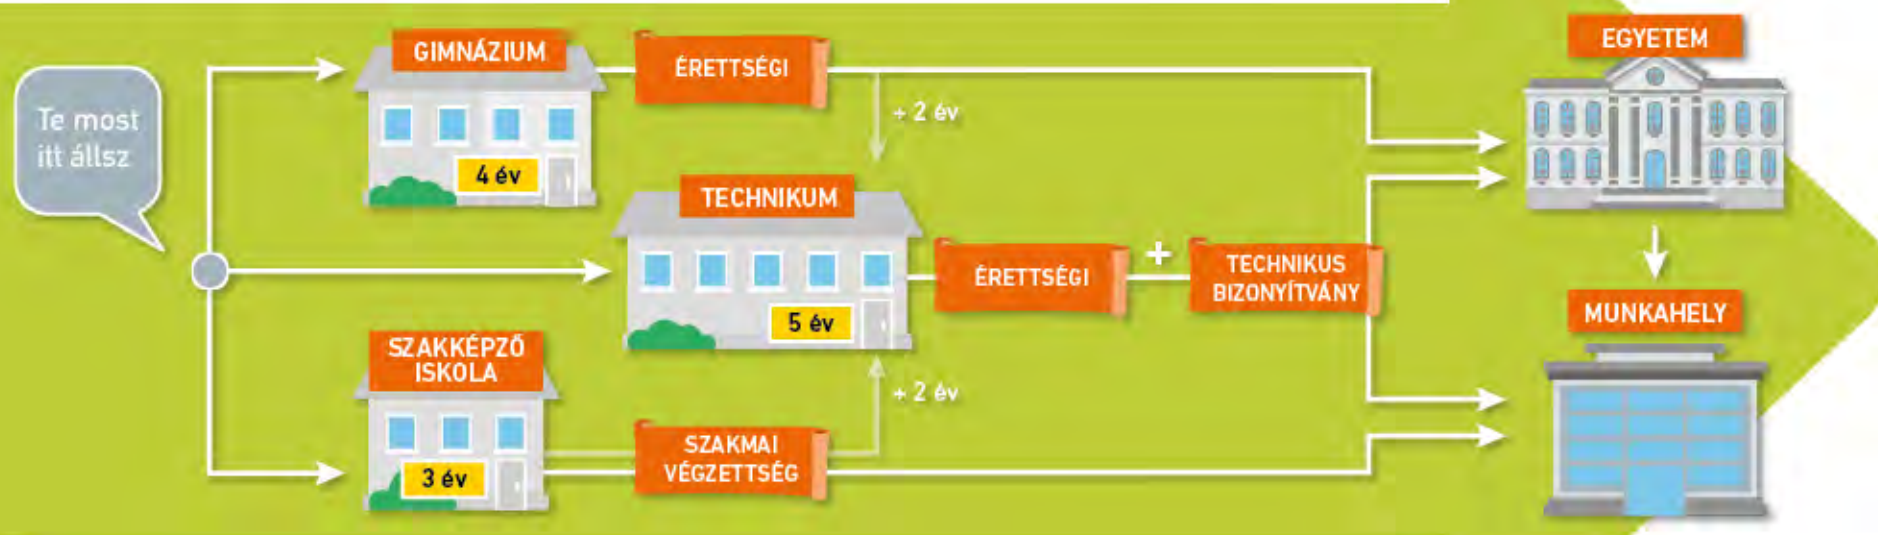 Te most
itt állsz
GIMNÁZIUM
4 év
ÉRETTSÉGI
+ 2 év
TECHNIKUM
5 év
ÉRETTSÉGI
+
TECHNIKUS
BIZONYÍTVÁNY
SZAKKÉPZŐ
ISKOLA
3 év
SZAKMAI
VÉGZETTSÉG
+ 2 év
EGYETEM
MUNKAHELY